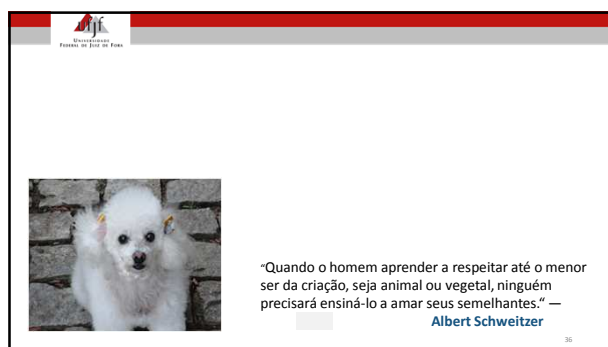 ufjf
UNIVERSIDADE
FEDERAL DE JUIZ DE FORA
“Quando o homem aprender a respeitar até o menor
ser da criação, seja animal ou vegetal, ninguém
precisará ensiná-lo a amar seus semelhantes.“ —
Albert Schweitzer
36